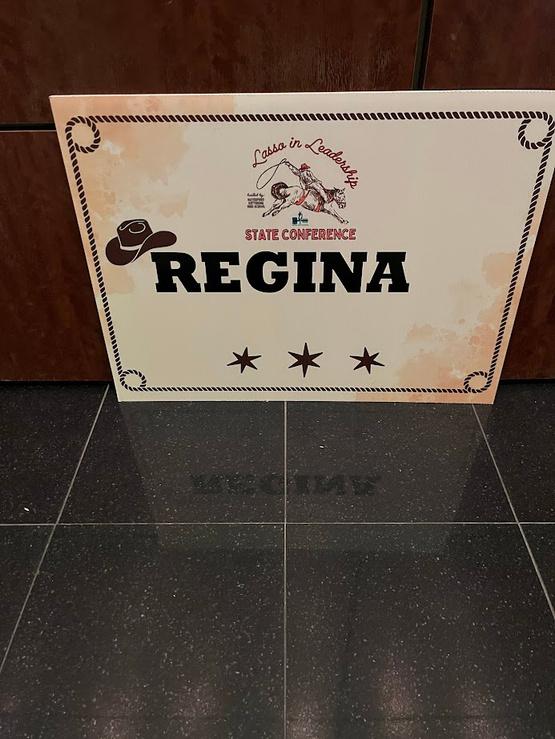 Lasso in Leadership
STATE CONFERENCE
REGINA